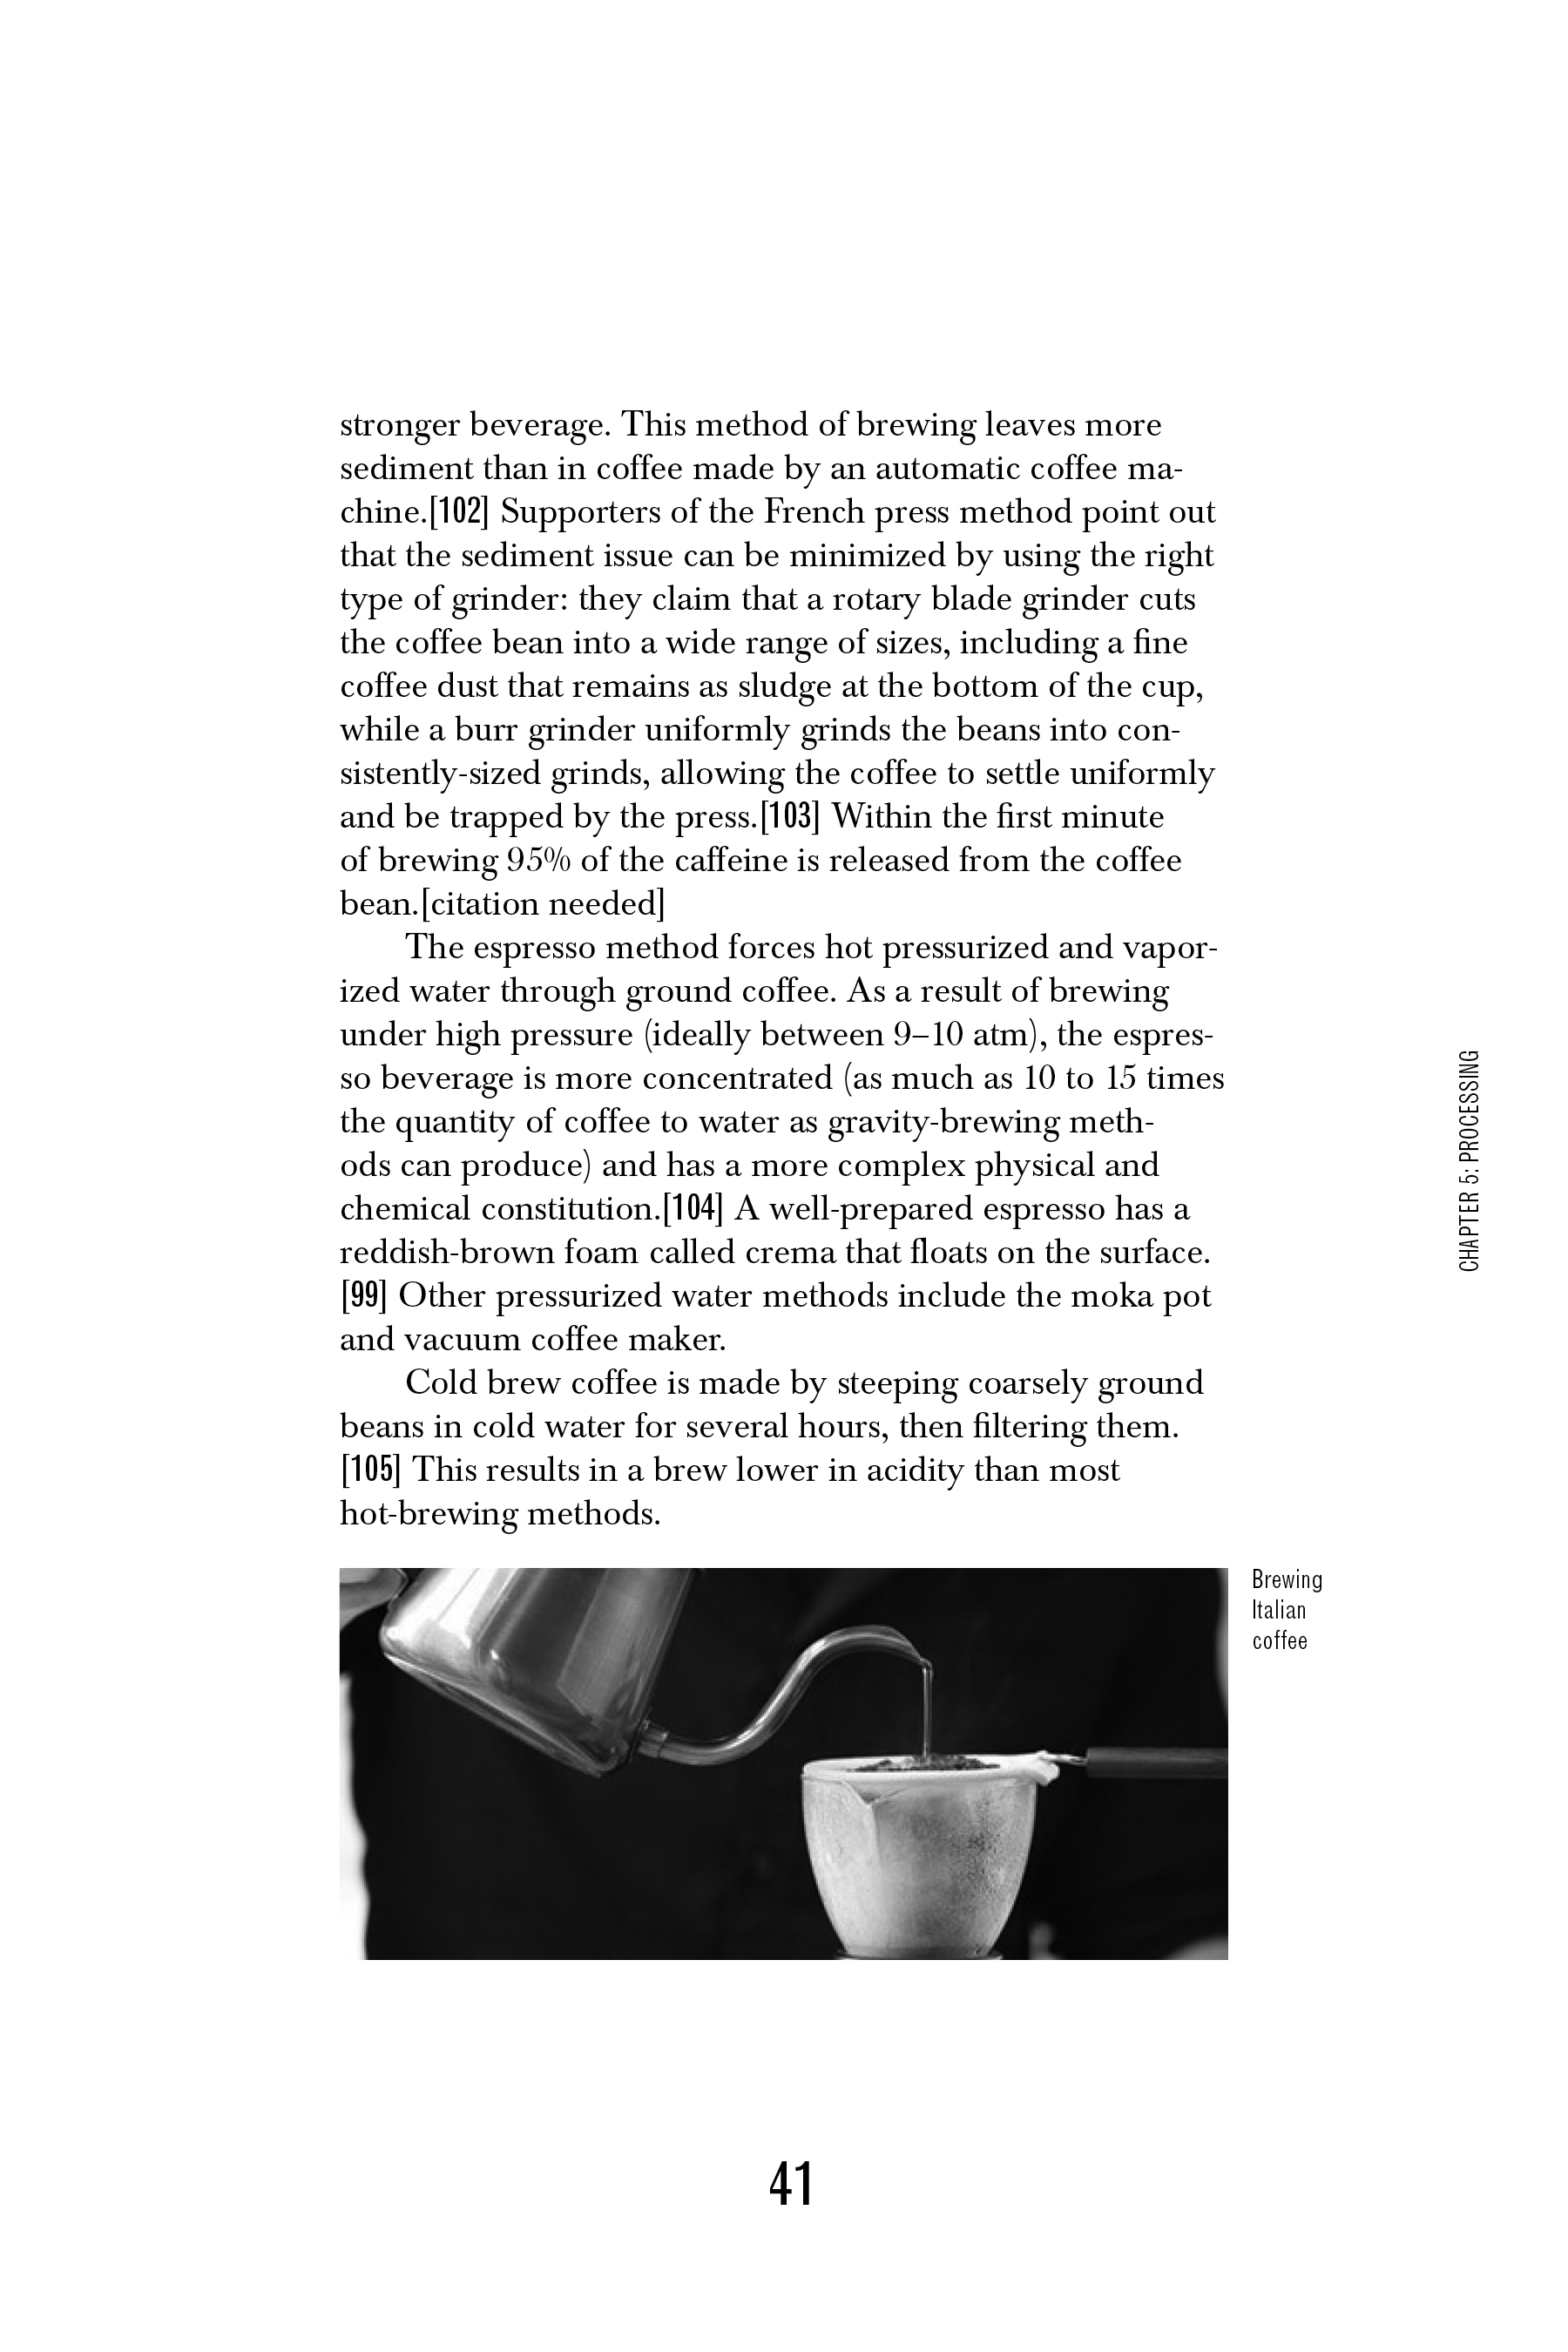 stronger beverage. This method of brewing leaves more
sediment than in coffee made by an automatic coffee ma-
chine.[102] Supporters of the French press method point out
that the sediment issue can be minimized by using the right
type of grinder: they claim that a rotary blade grinder cuts
the coffee bean into a wide range of sizes, including a fine
coffee dust that remains as sludge at the bottom of the cup,
while a burr grinder uniformly grinds the beans into con-
sistently-sized grinds, allowing the coffee to settle uniformly
and be trapped by the press.[103] Within the first minute
of brewing 95% of the caffeine is released from the coffee
bean.[citation needed]
The espresso method forces hot pressurized and vapor-
ized water through ground coffee. As a result of brewing
under high pressure (ideally between 9–10 atm), the espres-
so beverage is more concentrated (as much as 10 to 15 times
the quantity of coffee to water as gravity-brewing meth-
ods can produce) and has a more complex physical and
chemical constitution.[104] A well-prepared espresso has a
reddish-brown foam called crema that floats on the surface.
[99] Other pressurized water methods include the moka pot
and vacuum coffee maker.
Cold brew coffee is made by steeping coarsely ground
beans in cold water for several hours, then filtering them.
[105] This results in a brew lower in acidity than most
hot-brewing methods.
Brewing
Italian
coffee
CHAPTER 5: PROCESSING
41